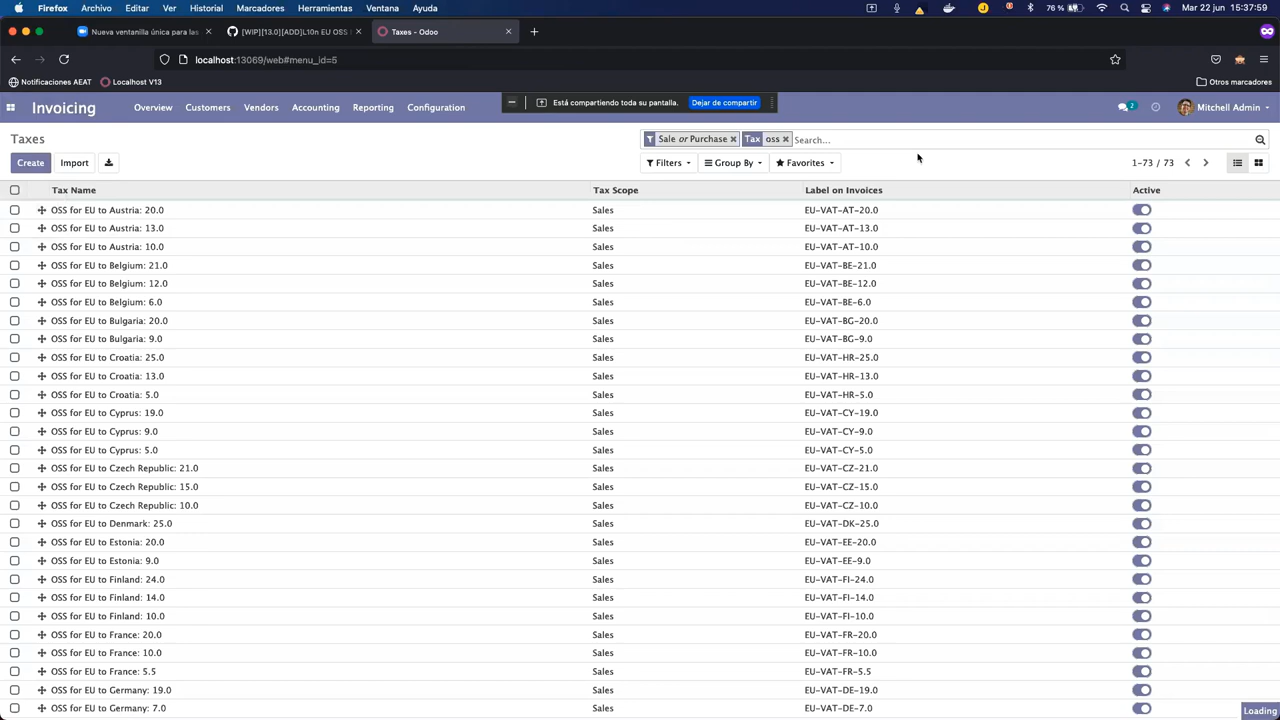 Firefox Archivo Editar Ver Historial Marcadores Herramientas Ventana Ayuda 76 % Mar 22 jun 15:37:59
Nueva ventanilla única para las [WIP][13.0][ADD]L10n EU OSS Taxes - Odoo
localhost:13069/web#menu_id=5
Notificaciones AEAT Localhost V13 Otros marcadores
Invoicing Overview Customers Vendors Accounting Reporting Configuration Está compartiendo toda su pantalla. Dejar de compartir 2 Mitchell Admin
Taxes Sale or Purchase Tax oss Search...
Create Import Filters Group By Favorites 1-73 / 73
Tax Name Tax Scope Label on Invoices Active
OSS for EU to Austria: 20.0 Sales EU-VAT-AT-20.0
OSS for EU to Austria: 13.0 Sales EU-VAT-AT-13.0
OSS for EU to Austria: 10.0 Sales EU-VAT-AT-10.0
OSS for EU to Belgium: 21.0 Sales EU-VAT-BE-21.0
OSS for EU to Belgium: 12.0 Sales EU-VAT-BE-12.0
OSS for EU to Belgium: 6.0 Sales EU-VAT-BE-6.0
OSS for EU to Bulgaria: 20.0 Sales EU-VAT-BG-20.0
OSS for EU to Bulgaria: 9.0 Sales EU-VAT-BG-9.0
OSS for EU to Croatia: 25.0 Sales EU-VAT-HR-25.0
OSS for EU to Croatia: 13.0 Sales EU-VAT-HR-13.0
OSS for EU to Croatia: 5.0 Sales EU-VAT-HR-5.0
OSS for EU to Cyprus: 19.0 Sales EU-VAT-CY-19.0
OSS for EU to Cyprus: 9.0 Sales EU-VAT-CY-9.0
OSS for EU to Cyprus: 5.0 Sales EU-VAT-CY-5.0
OSS for EU to Czech Republic: 21.0 Sales EU-VAT-CZ-21.0
OSS for EU to Czech Republic: 15.0 Sales EU-VAT-CZ-15.0
OSS for EU to Czech Republic: 10.0 Sales EU-VAT-CZ-10.0
OSS for EU to Denmark: 25.0 Sales EU-VAT-DK-25.0
OSS for EU to Estonia: 20.0 Sales EU-VAT-EE-20.0
OSS for EU to Estonia: 9.0 Sales EU-VAT-EE-9.0
OSS for EU to Finland: 24.0 Sales EU-VAT-FI-24.0
OSS for EU to Finland: 14.0 Sales EU-VAT-FI-14.0
OSS for EU to Finland: 10.0 Sales EU-VAT-FI-10.0
OSS for EU to France: 20.0 Sales EU-VAT-FR-20.0
OSS for EU to France: 10.0 Sales EU-VAT-FR-10.0
OSS for EU to France: 5.5 Sales EU-VAT-FR-5.5
OSS for EU to Germany: 19.0 Sales EU-VAT-DE-19.0
OSS for EU to Germany: 7.0 Sales EU-VAT-DE-7.0
Loading